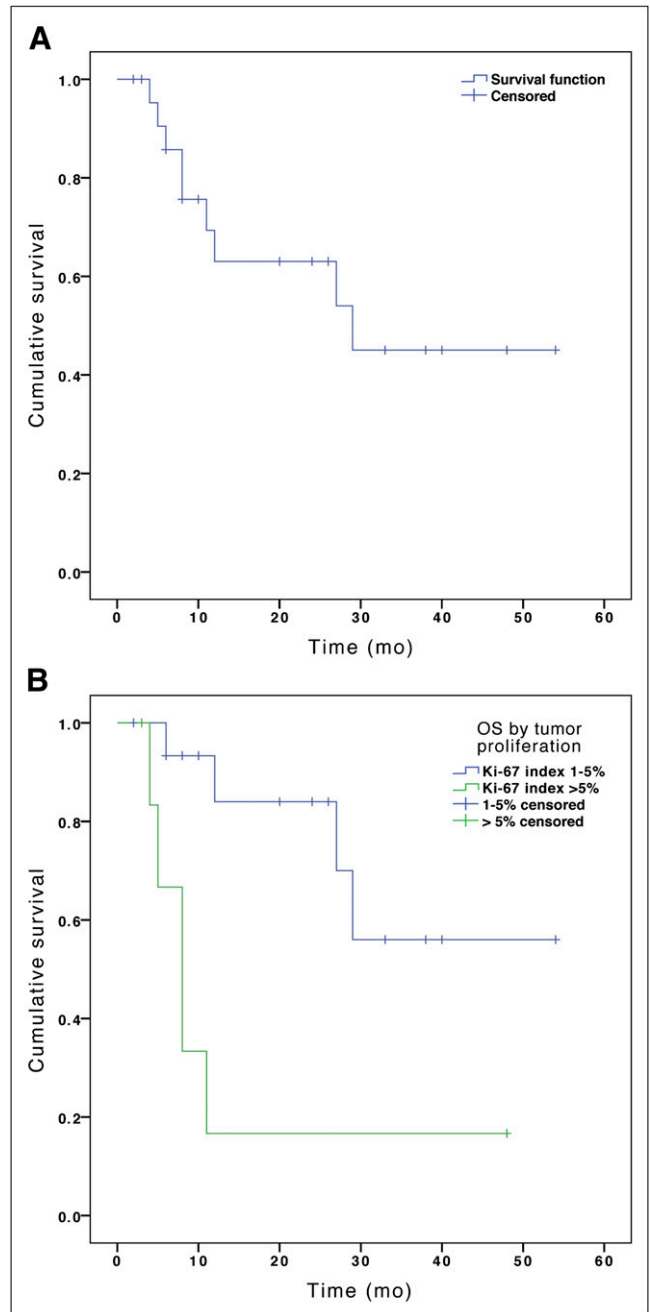 A
Survival function
Censored
1.0
0.8
0.6
0.4
0.2
0.0
Cumulative survival
0 10 20 30 40 50 60
Time (mo)
B
OS by tumor
proliferation
Ki-67 index 1-5%
Ki-67 index >5%
1-5% censored
> 5% censored
1.0
0.8
0.6
0.4
0.2
0.0
Cumulative survival
0 10 20 30 40 50 60
Time (mo)